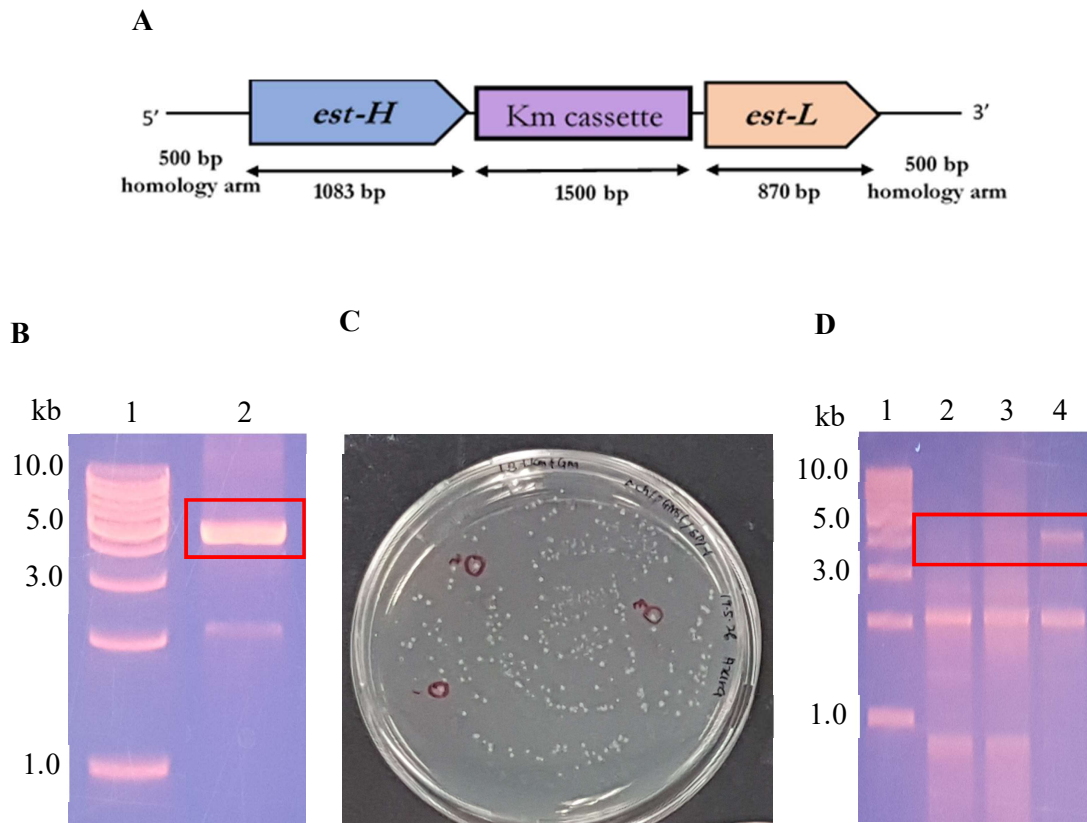 A
5′
est-H
Km cassette
est-L
3′
500 bp
homology arm
1083 bp
1500 bp
870 bp
500 bp
homology arm
B
C
D
kb
1
2
10.0
5.0
3.0
1.0
kb
1
2
3
4
10.0
5.0
3.0
1.0